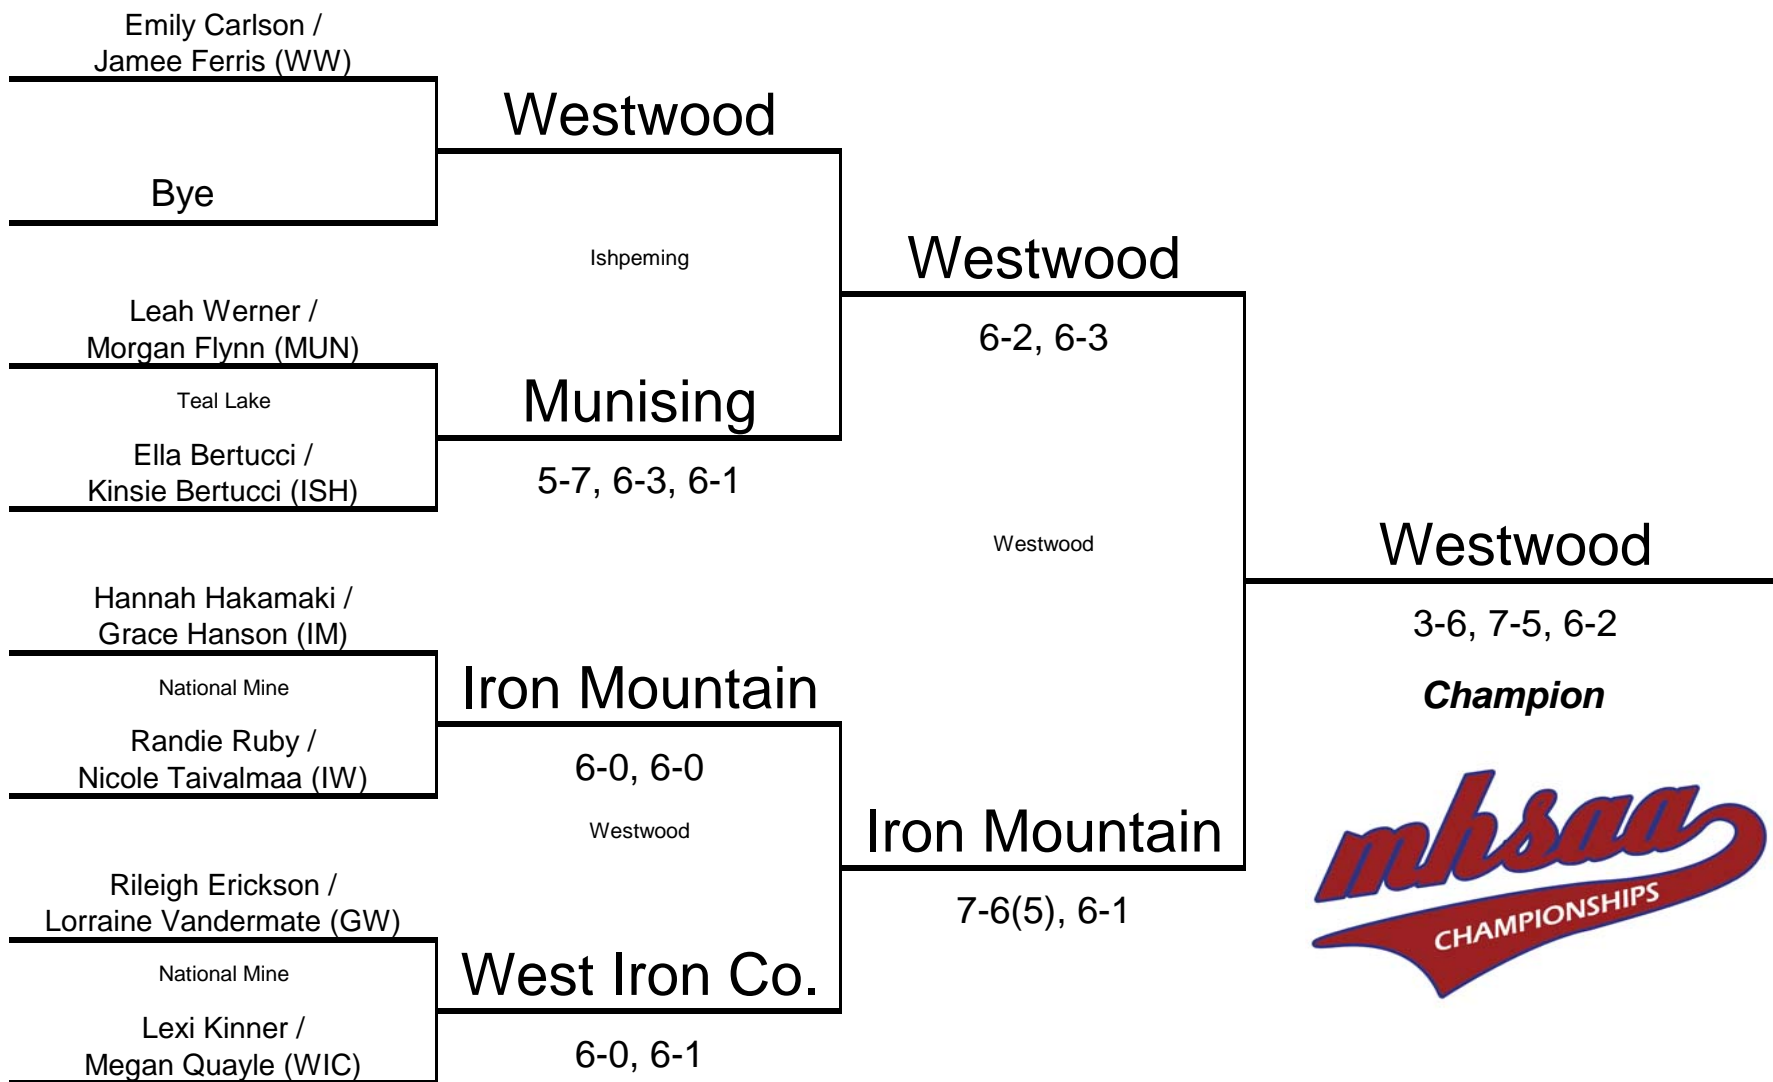 Emily Carlson /
Jamee Ferris (WW)
Westwood
Bye
Ishpeming
Westwood
6-2, 6-3
Leah Werner /
Morgan Flynn (MUN)
Teal Lake
Munising
Ella Bertucci /
Kinsie Bertucci (ISH)
5-7, 6-3, 6-1
Westwood
Westwood
3-6, 7-5, 6-2
Champion
Hannah Hakamaki /
Grace Hanson (IM)
National Mine
Iron Mountain
Randie Ruby /
Nicole Taivalmaa (IW)
6-0, 6-0
Westwood
Iron Mountain
7-6(5), 6-1
Rileigh Erickson /
Lorraine Vandermate (GW)
National Mine
West Iron Co.
Lexi Kinner /
Megan Quayle (WIC)
6-0, 6-1
mhsaa
CHAMPIONSHIPS